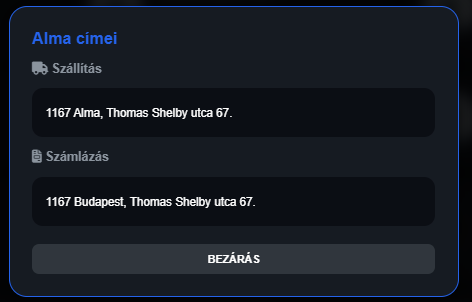 Alma címei
Szállítás
1167 Alma, Thomas Shelby utca 67.
Számlázás
1167 Budapest, Thomas Shelby utca 67.
BEZÁRÁS